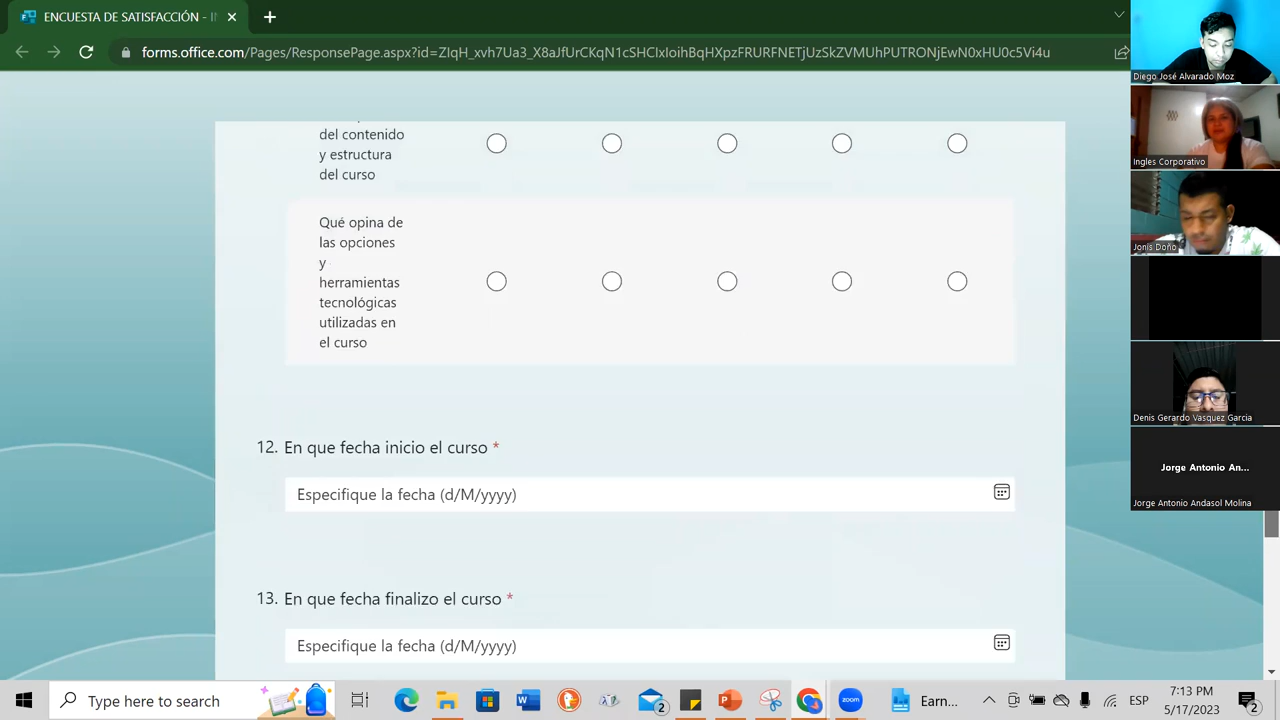 ENCUESTA DE SATISFACCIÓN - I
forms.office.com/Pages/ResponsePage.aspx?id=ZIqH_xvh7Ui33_X8aJfUrCKqN1cSHCIxIoihBqHXpzFRURFNETjUzSkZVMUhPUTRONjEwN0xHU0c5Vi4u
del contenido
y estructura
del curso
Qué opina de
las opciones
y
herramientas
tecnológicas
utilizadas en
el curso
12. En que fecha inicio el curso *
Especifique la fecha (d/M/yyyy)
13. En que fecha finalizo el curso *
Especifique la fecha (d/M/yyyy)
Diego José Alvarado Moz
Ingles Corporativo
Jonis Doño
Denis Gerardo Vasquez Garcia
Jorge Antonio An...
Jorge Antonio Andasol Molina
Type here to search
2
Earn...
ESP
7:13 PM
5/17/2023
2